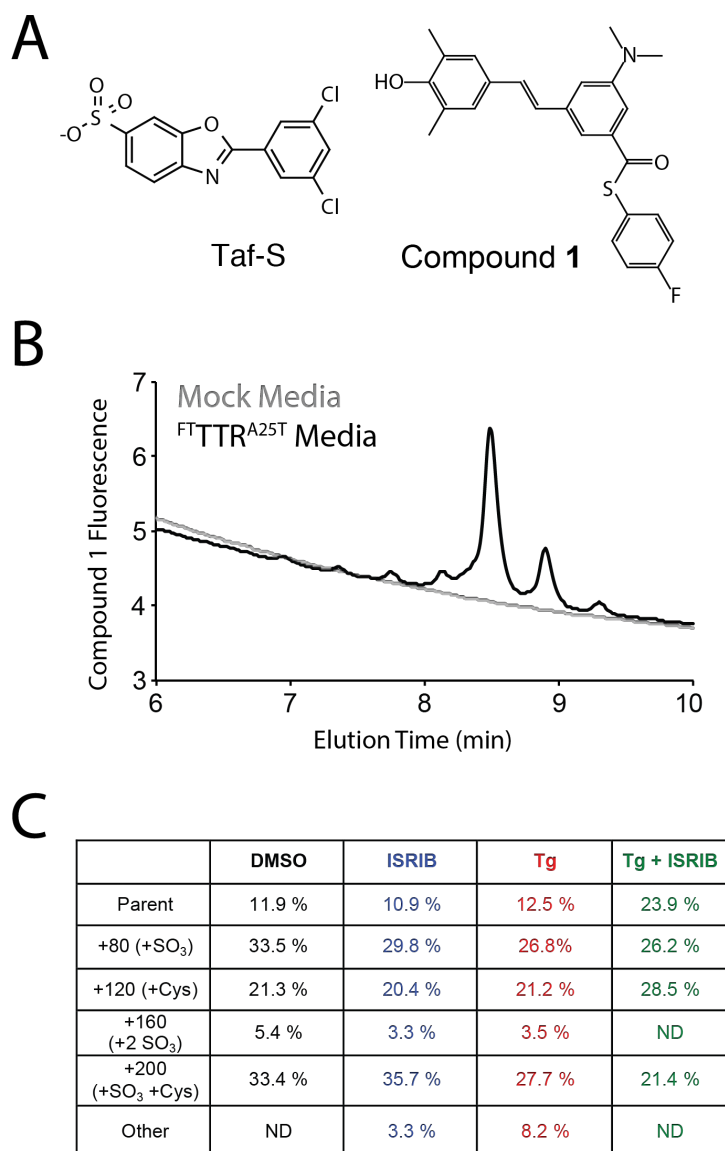 A
O
O
S
-O
O
N
Cl
Cl
Taf-S
HO
N
O
S
F
Compound 1
B
Mock Media
FTTTRA25T Media
Compound 1 Fluorescence
7
6
5
4
3
6 7 8 9 10
Elution Time (min)
C
DMSO ISRIB Tg Tg + ISRIB
Parent 11.9 % 10.9 % 12.5 % 23.9 %
+80 (+SO3) 33.5 % 29.8 % 26.8% 26.2 %
+120 (+Cys) 21.3 % 20.4 % 21.2 % 28.5 %
+160
(+2 SO3) 5.4 % 3.3 % 3.5 % ND
+200
(+SO3 +Cys) 33.4 % 35.7 % 27.7 % 21.4 %
Other ND 3.3 % 8.2 % ND